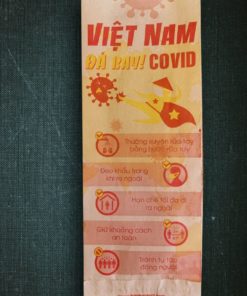 VIỆT NAM
ĐÁ BAY! COVID
Thường xuyên rửa tay
Đeo khẩu trang
khi ra ngoài
Hạn chế tối đa đi
ra ngoài
Giữ khoảng cách
an toàn
Tránh tụ tập
đông người